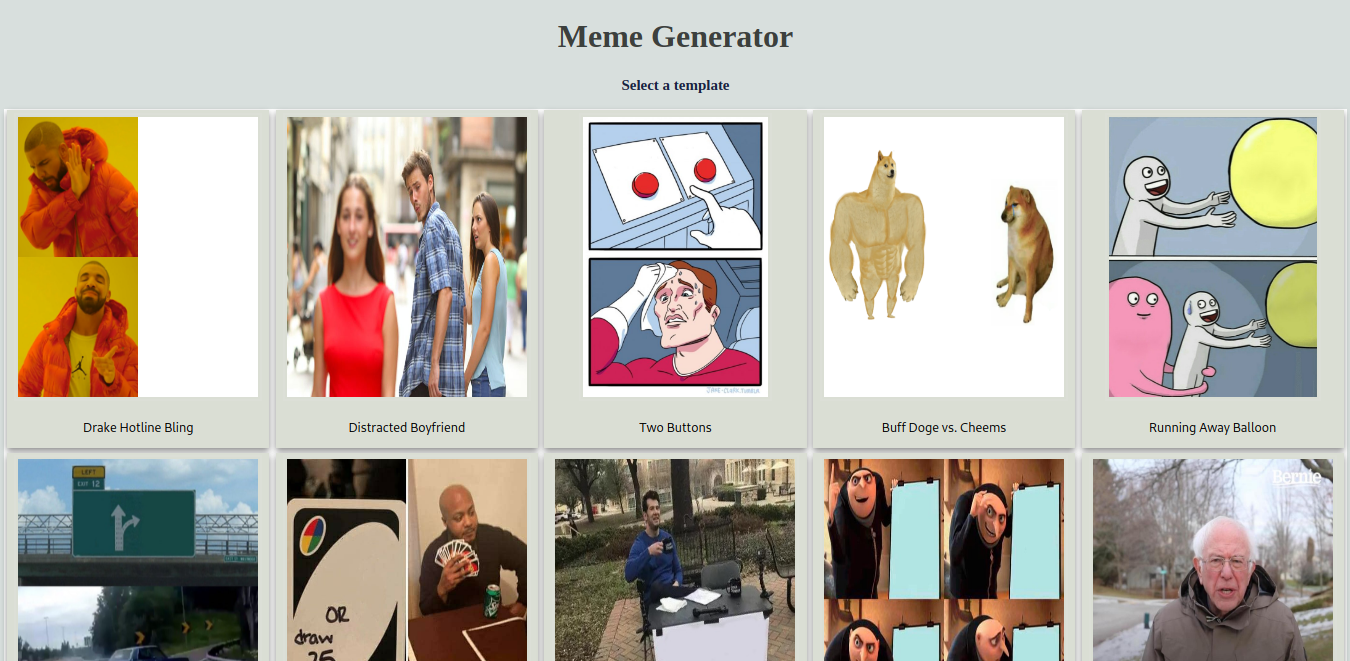 Meme Generator
Select a template
Drake Hotline Bling
Distracted Boyfriend
Two Buttons
Buff Doge vs. Cheems
Running Away Balloon
LEFT
EXIT 12
OR
draw
25
Bernie